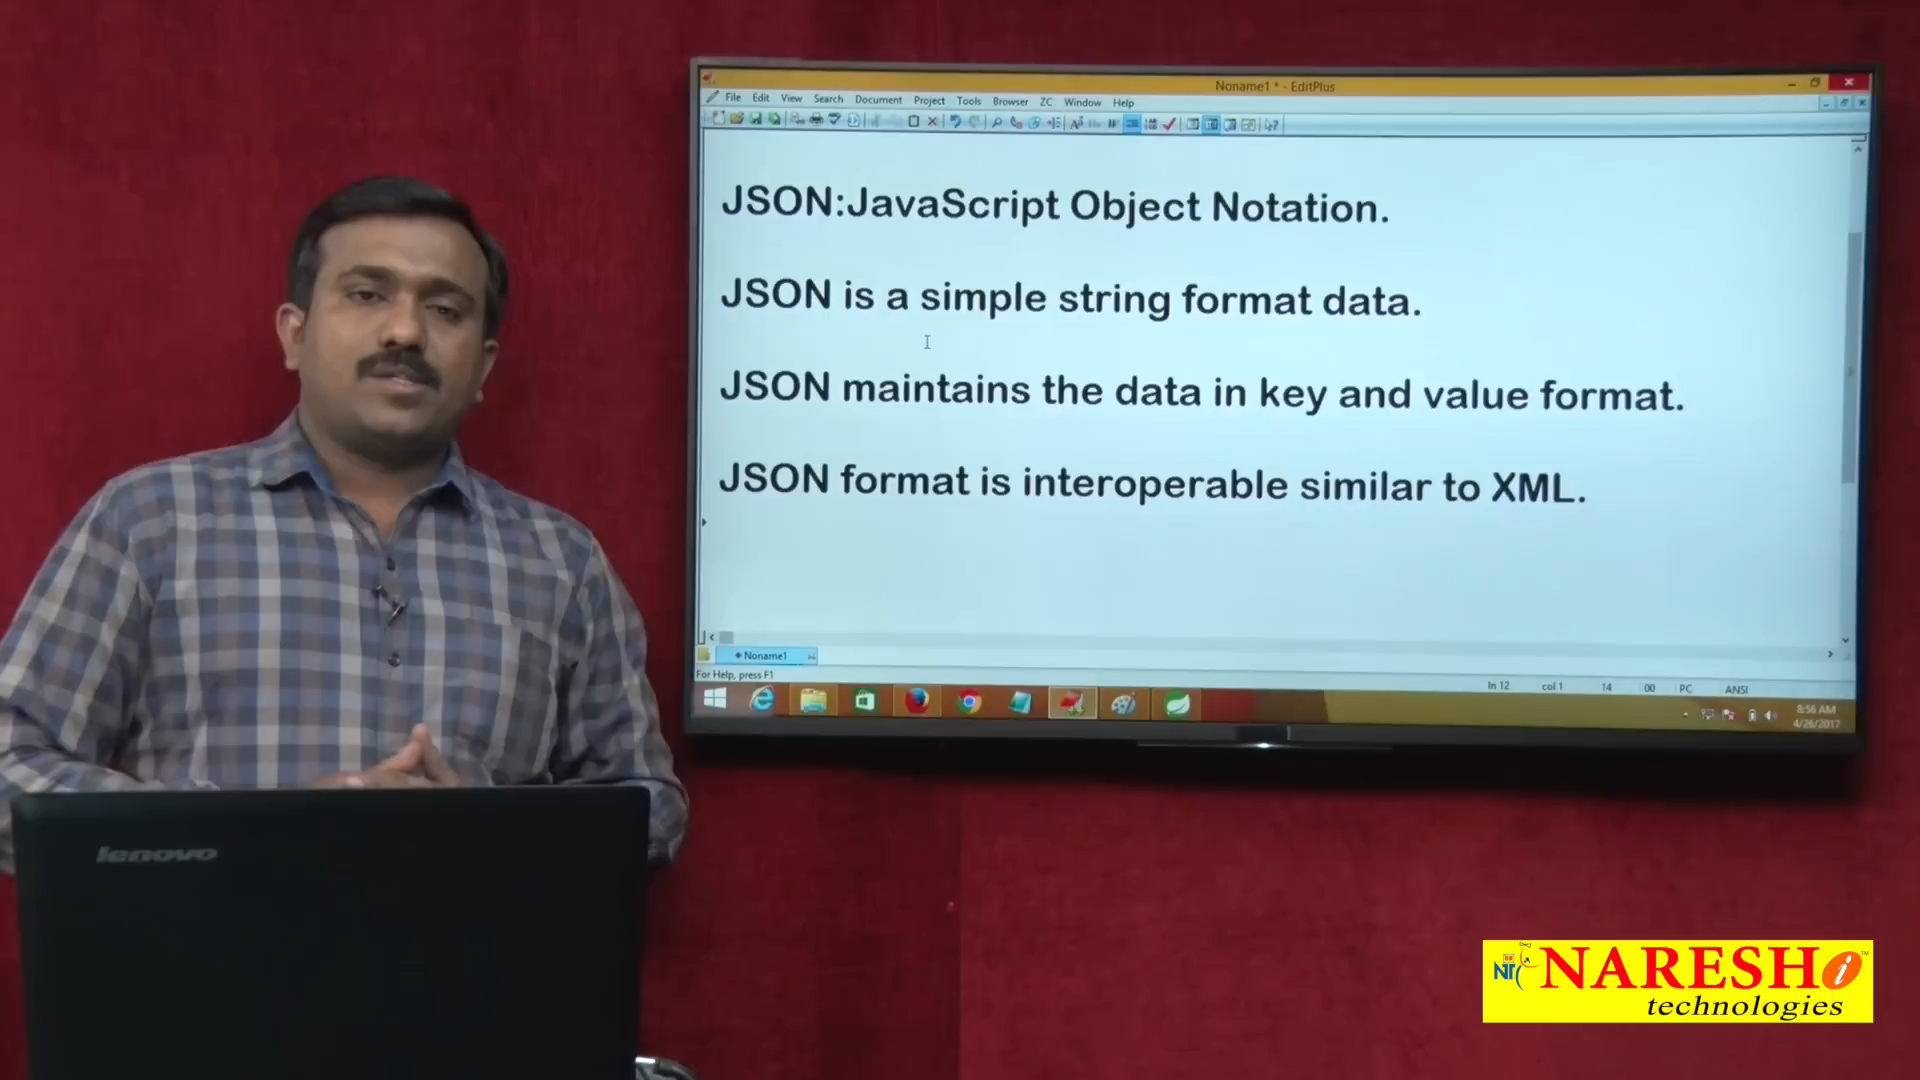 Noname1 * - EditPlus
File Edit View Search Document Project Tools Browser ZC Window Help
JSON:JavaScript Object Notation.
JSON is a simple string format data.
JSON maintains the data in key and value format.
JSON format is interoperable similar to XML.
Noname1
For Help, press F1
ln 12 col 1 14 00 PC ANSI
8:56 AM
4/26/2017
lenovo
NARESH i
technologies